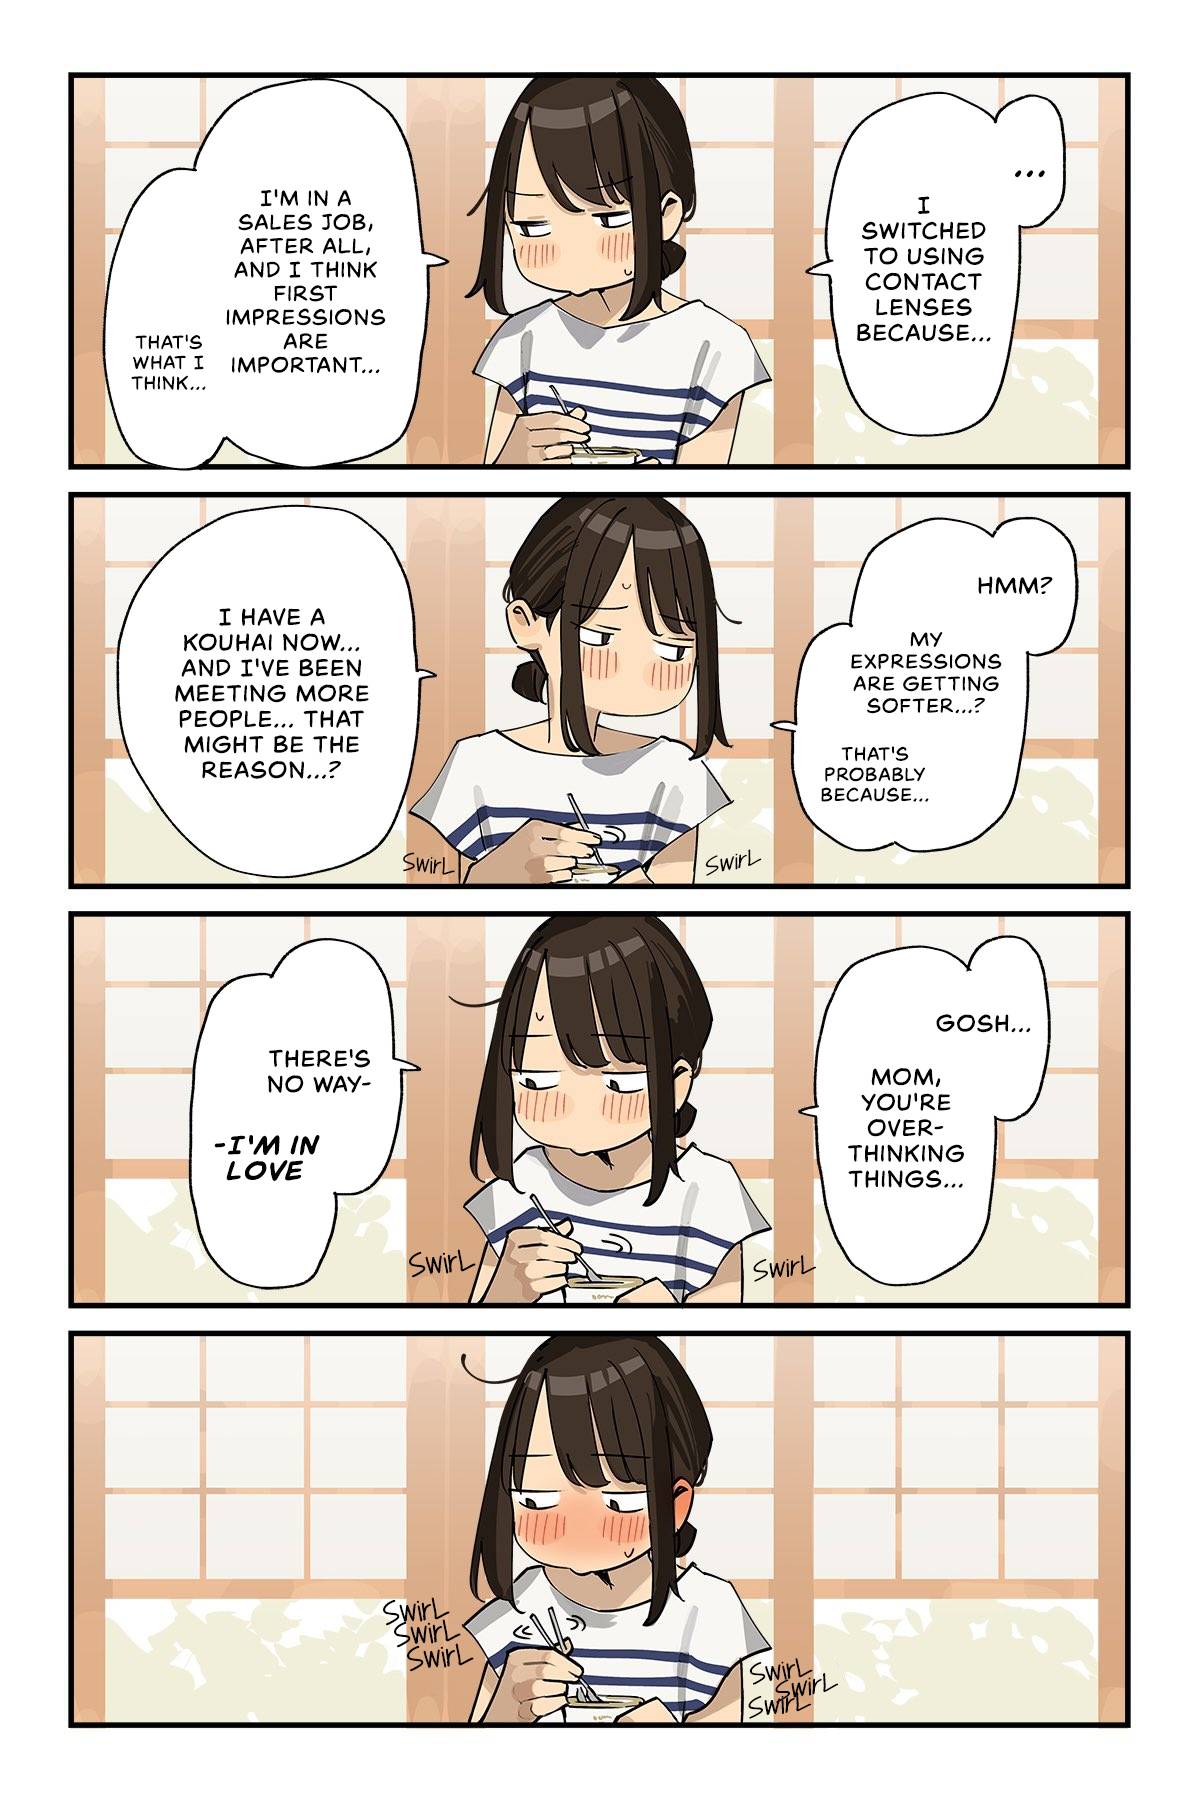 ...
I
SWITCHED
TO USING
CONTACT
LENSES
BECAUSE...
I'M IN A
SALES JOB,
AFTER ALL,
AND I THINK
FIRST
IMPRESSIONS
ARE
IMPORTANT...
THAT'S
WHAT I
THINK...
HMM?
MY
EXPRESSIONS
ARE GETTING
SOFTER...?
THAT'S
PROBABLY
BECAUSE...
I HAVE A
KOUHAI NOW...
AND I'VE BEEN
MEETING MORE
PEOPLE... THAT
MIGHT BE THE
REASON...?
SWIRL
SWIRL
GOSH...
MOM,
YOU'RE
OVER-
THINKING
THINGS...
THERE'S
NO WAY-
-I'M IN
LOVE
SWIRL
SWIRL
SWIRL
SWIRL
SWIRL
SWIRL
SWIRL
SWIRL